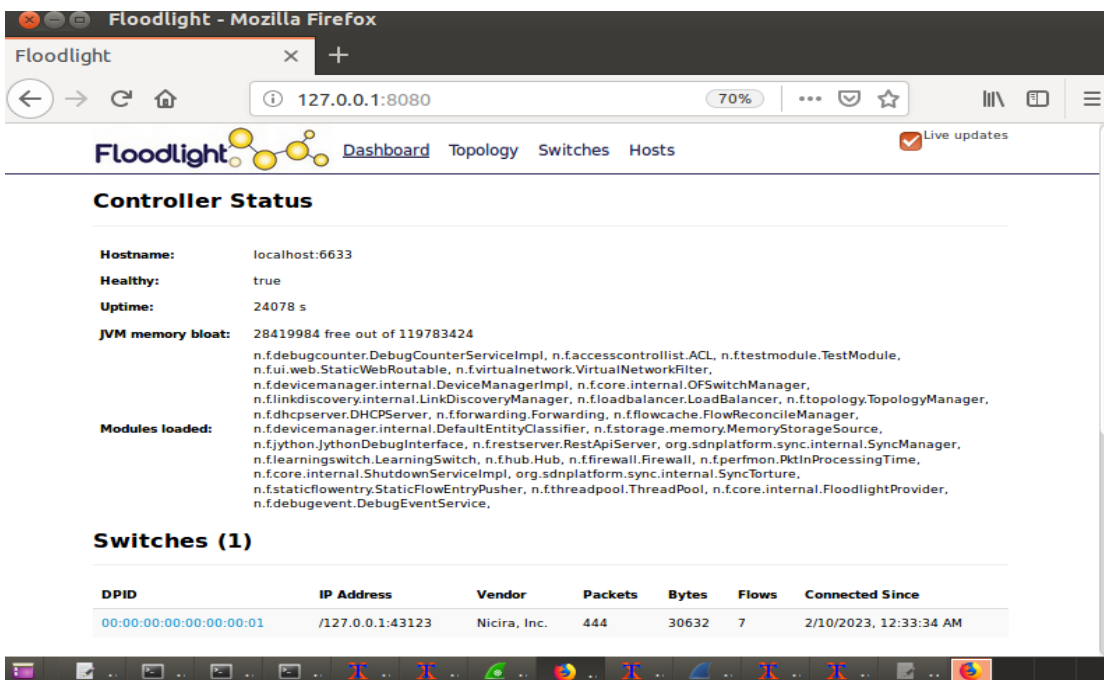 Floodlight - Mozilla Firefox
Floodlight
127.0.0.1:8080 70%
Floodlight Dashboard Topology Switches Hosts Live updates
Controller Status
Hostname: localhost:6633
Healthy: true
Uptime: 24078 s
JVM memory bloat: 28419984 free out of 119783424
Modules loaded: n.f.debugcounter.DebugCounterServiceImpl, n.f.accesscontrollist.ACL, n.f.testmodule.TestModule,
n.f.ui.web.StaticWebRoutable, n.f.virtualnetwork.VirtualNetworkFilter,
n.f.devicemanager.internal.DeviceManagerImpl, n.f.core.internal.OFSwitchManager,
n.f.linkdiscovery.internal.LinkDiscoveryManager, n.f.loadbalancer.LoadBalancer, n.f.topology.TopologyManager,
n.f.dhcpserver.DHCPServer, n.f.forwarding.Forwarding, n.f.flowcache.FlowReconcileManager,
n.f.devicemanager.internal.DefaultEntityClassifier, n.f.storage.memory.MemoryStorageSource,
n.f.jython.JythonDebugInterface, n.f.restserver.RestApiServer, org.sdnplatform.sync.internal.SyncManager,
n.f.learningswitch.LearningSwitch, n.f.hub.Hub, n.f.firewall.Firewall, n.f.perfmon.PktInProcessingTime,
n.f.core.internal.ShutdownServiceImpl, org.sdnplatform.sync.internal.SyncTorture,
n.f.staticflowentry.StaticFlowEntryPusher, n.f.threadpool.ThreadPool, n.f.core.internal.FloodlightProvider,
n.f.debugevent.DebugEventService,
Switches (1)
DPID IP Address Vendor Packets Bytes Flows Connected Since
00:00:00:00:00:00:00:01 /127.0.0.1:43123 Nicira, Inc. 444 30632 7 2/10/2023, 12:33:34 AM